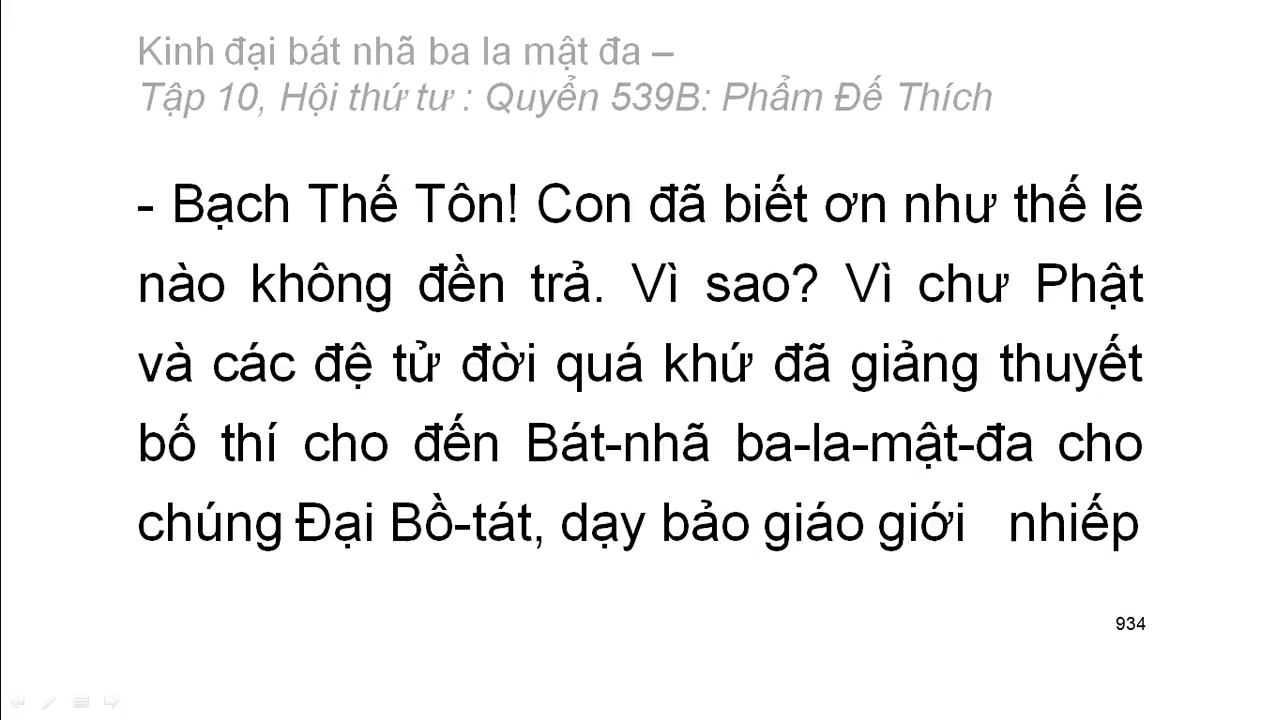 Kinh đại bát nhã ba la mật đa –
Tập 10, Hội thứ tư : Quyển 539B: Phẩm Đế Thích
- Bạch Thế Tôn! Con đã biết ơn như thế lẽ
nào không đền trả. Vì sao? Vì chư Phật
và các đệ tử đời quá khứ đã giảng thuyết
bố thí cho đến Bát-nhã ba-la-mật-đa cho
chúng Đại Bồ-tát, dạy bảo giáo giới nhiếp
934